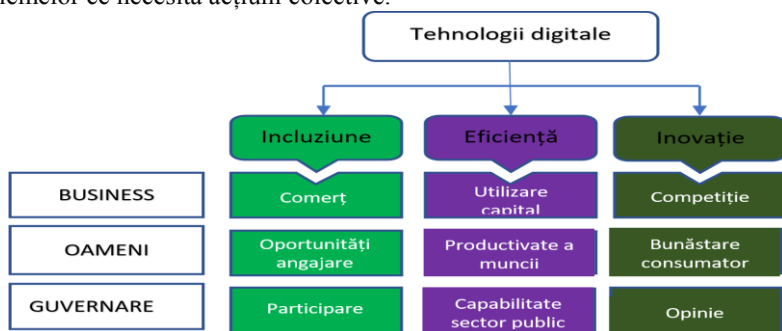 Tehnologii digitale
Incluziune Eficiență Inovație
BUSINESS Comerț Utilizare capital Competiție
OAMENI Oportunități angajare Productivate a muncii Bunăstare consumator
GUVERNARE Participare Capabilitate sector public Opinie